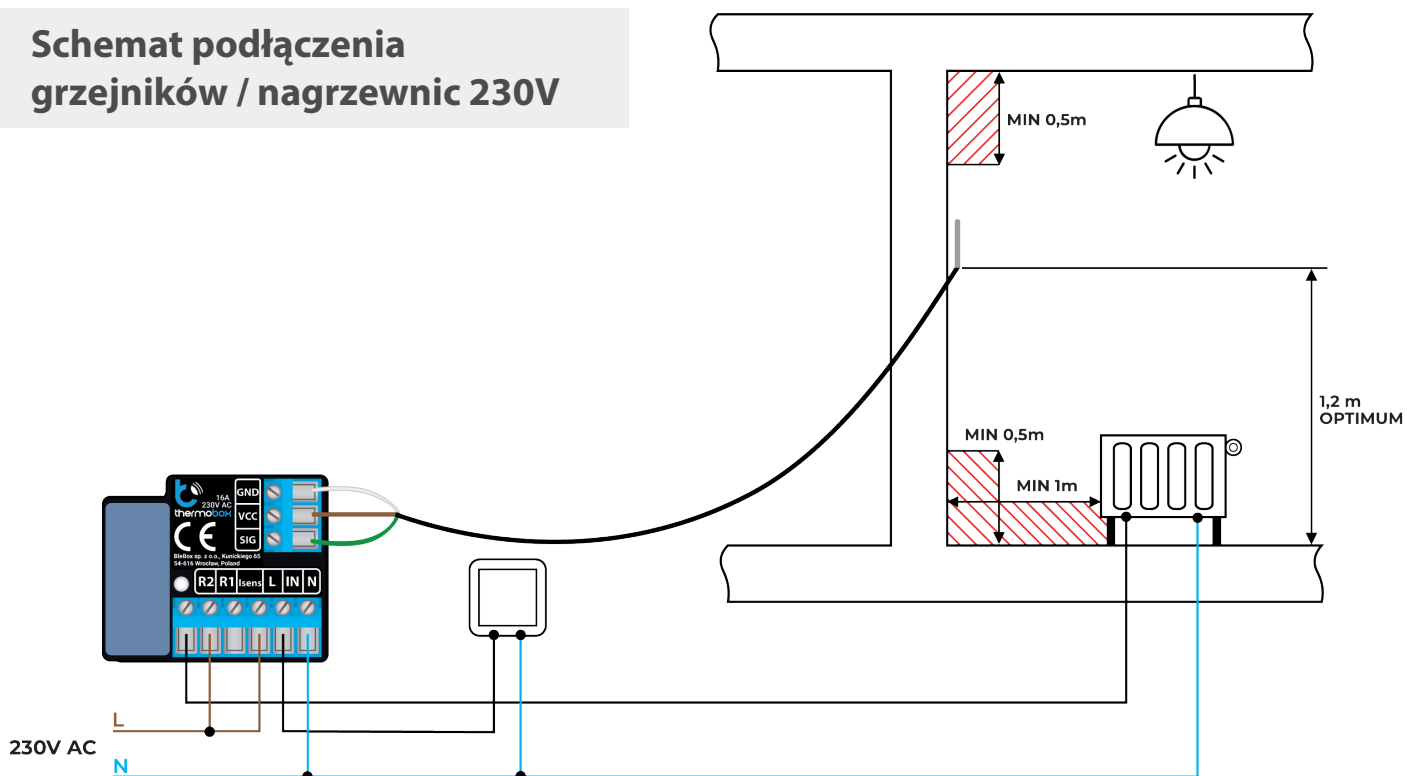 Schemat podłączenia
grzejników / nagrzewnic 230V
MIN 0,5m
1,2 m
OPTIMUM
MIN 0,5m
MIN 1m
16A
230V AC
thermobox
GND
VCC
SIG
CE
BleBox sp. z o.o., Kunickiego 65
54-616 Wrocław, Poland
R2 R1 Isens L IN N
L
230V AC
N